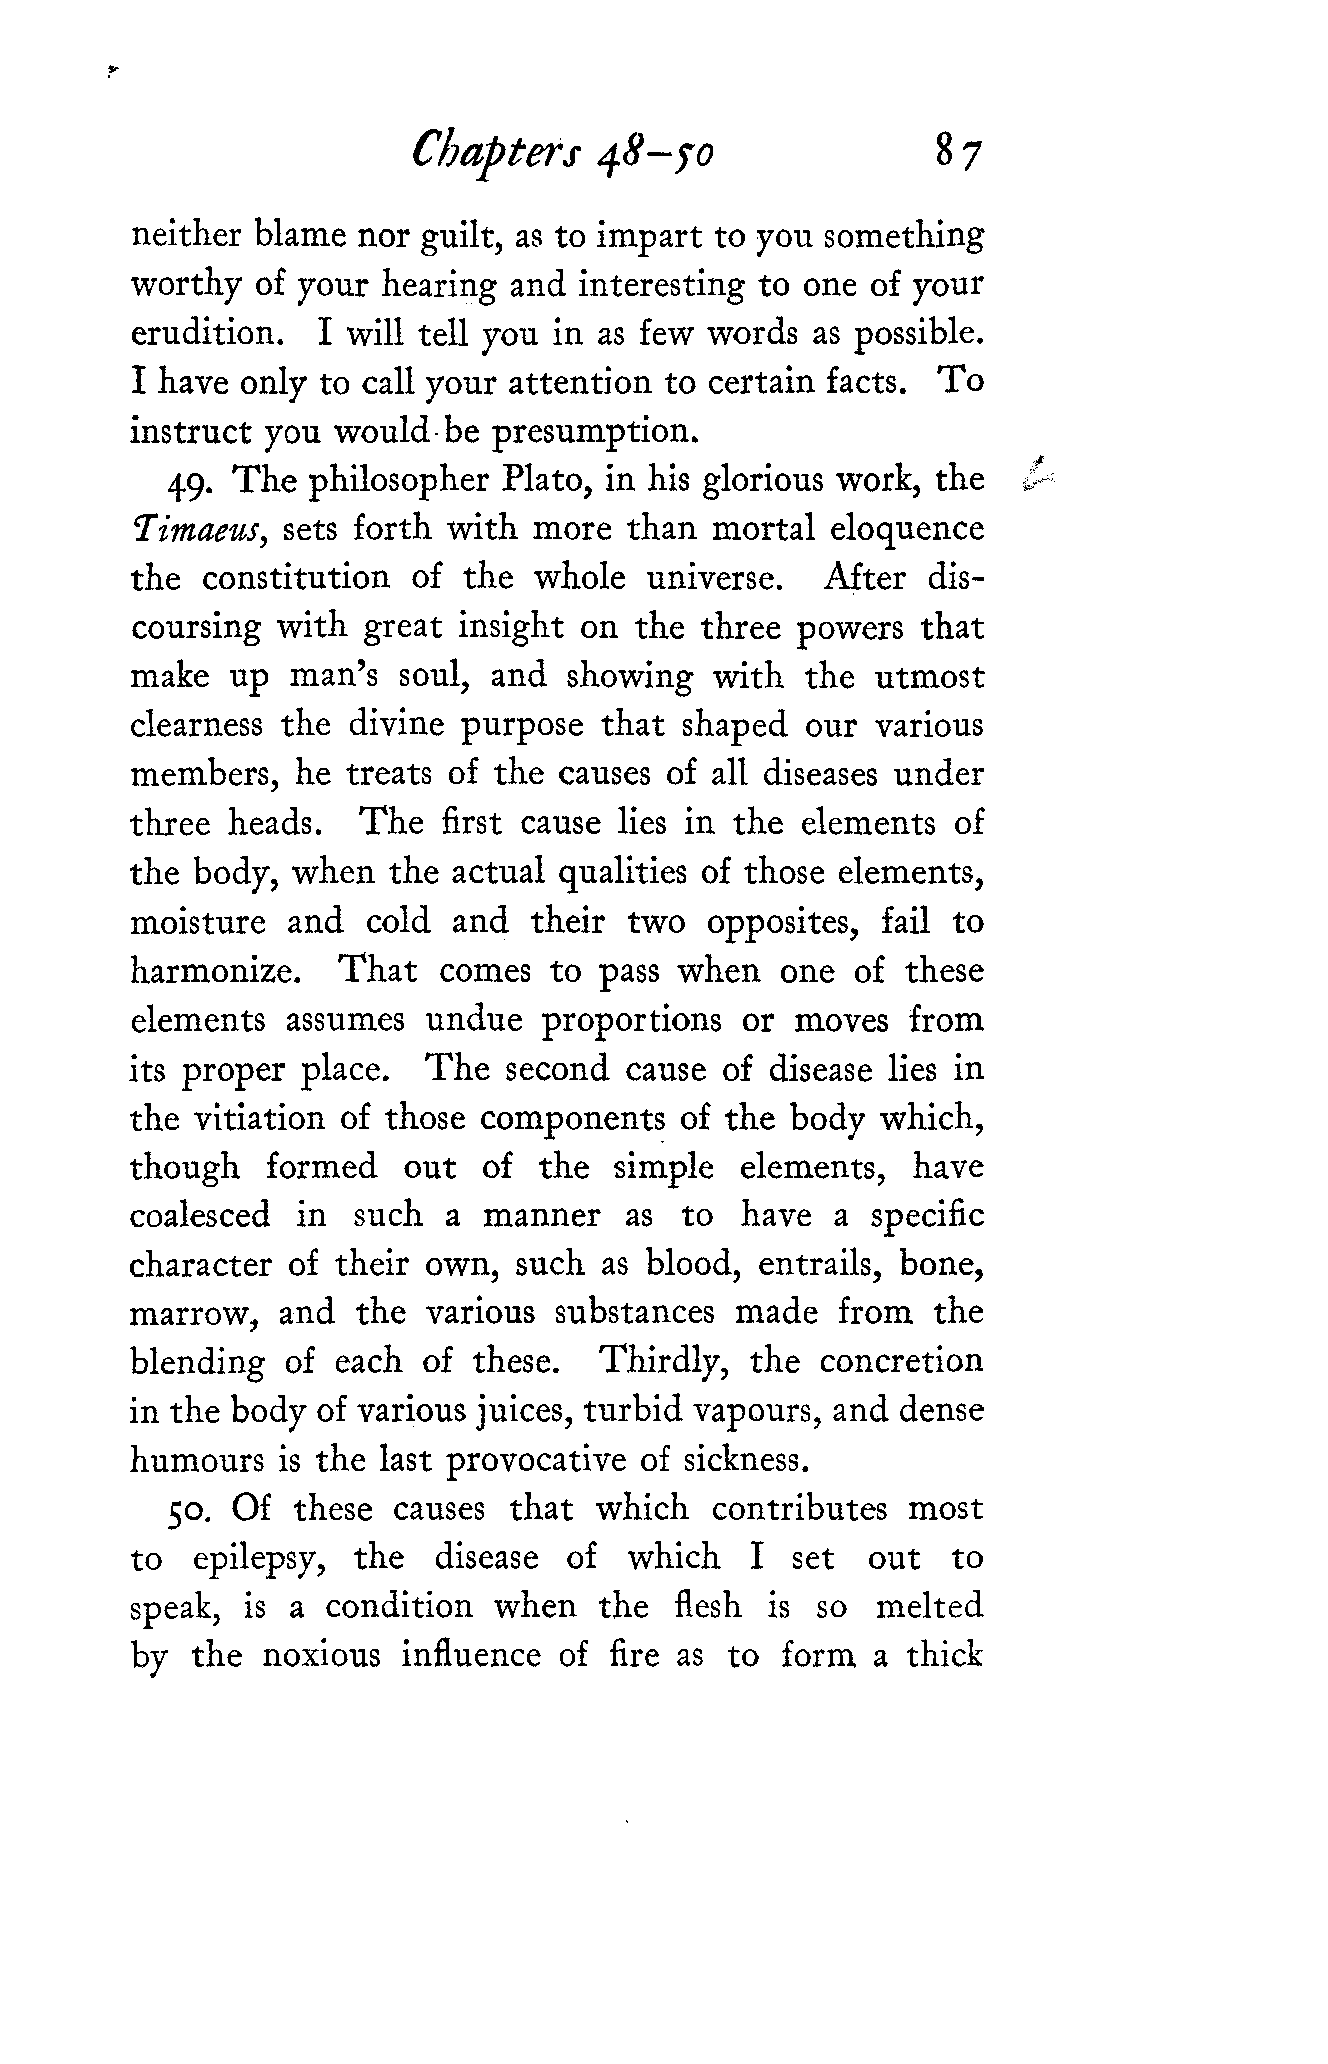 Chapters 48–50 87
neither blame nor guilt, as to impart to you something
worthy of your hearing and interesting to one of your
erudition. I will tell you in as few words as possible.
I have only to call your attention to certain facts. To
instruct you would be presumption.
49. The philosopher Plato, in his glorious work, the
Timaeus, sets forth with more than mortal eloquence
the constitution of the whole universe. After dis-
coursing with great insight on the three powers that
make up man's soul, and showing with the utmost
clearness the divine purpose that shaped our various
members, he treats of the causes of all diseases under
three heads. The first cause lies in the elements of
the body, when the actual qualities of those elements,
moisture and cold and their two opposites, fail to
harmonize. That comes to pass when one of these
elements assumes undue proportions or moves from
its proper place. The second cause of disease lies in
the vitiation of those components of the body which,
though formed out of the simple elements, have
coalesced in such a manner as to have a specific
character of their own, such as blood, entrails, bone,
marrow, and the various substances made from the
blending of each of these. Thirdly, the concretion
in the body of various juices, turbid vapours, and dense
humours is the last provocative of sickness.
50. Of these causes that which contributes most
to epilepsy, the disease of which I set out to
speak, is a condition when the flesh is so melted
by the noxious influence of fire as to form a thick